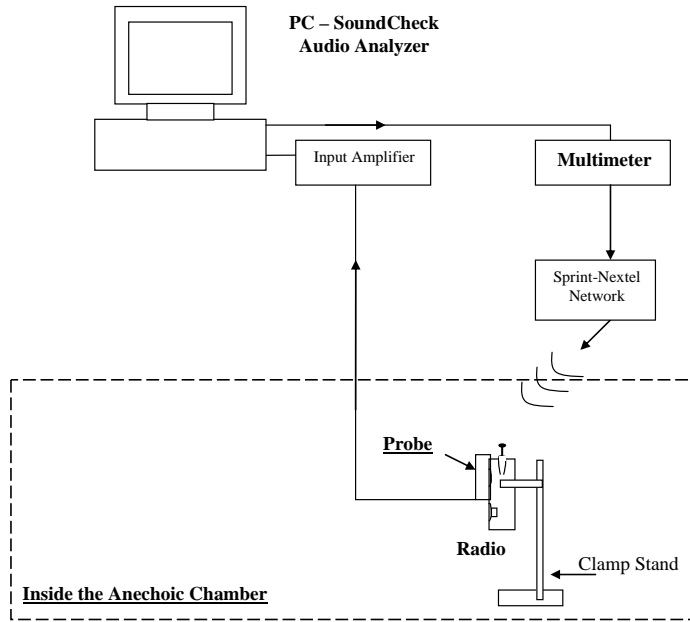 PC – SoundCheck
Audio Analyzer
Input Amplifier
Multimeter
Sprint-Nextel
Network
Probe
Radio
Clamp Stand
Inside the Anechoic Chamber